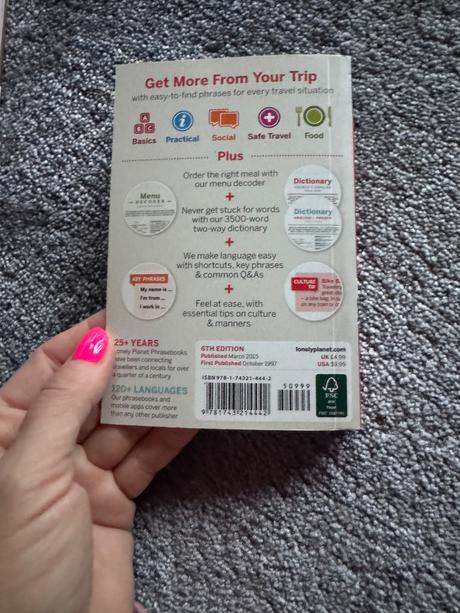 Get More From Your Trip
with easy-to-find phrases for every travel situation
A
B C
Basics
Practical
Social
Safe Travel
Food
Plus
Order the right meal with
our menu decoder
+
Never get stuck for words
with our 3500-word
two-way dictionary
+
We make language easy
with shortcuts, key phrases
& common Q&As
+
Feel at ease, with
essential tips on culture
& manners
Menu
DECODER
KEY PHRASES
My name is ...
I'm from ...
I work in ...
Dictionary
Dictionary
CULTURE
TIP
25+ YEARS
Lonely Planet Phrasebooks
have been connecting
travellers and locals for over
a quarter of a century
120+ LANGUAGES
Our phrasebooks and
mobile apps cover more
than any other publisher
6TH EDITION
Published March 2015
First Published October 1997
lonelyplanet.com
UK £4.99
USA $9.99
ISBN 978-1-74321-444-2
50999
9 781743 214442
FSC